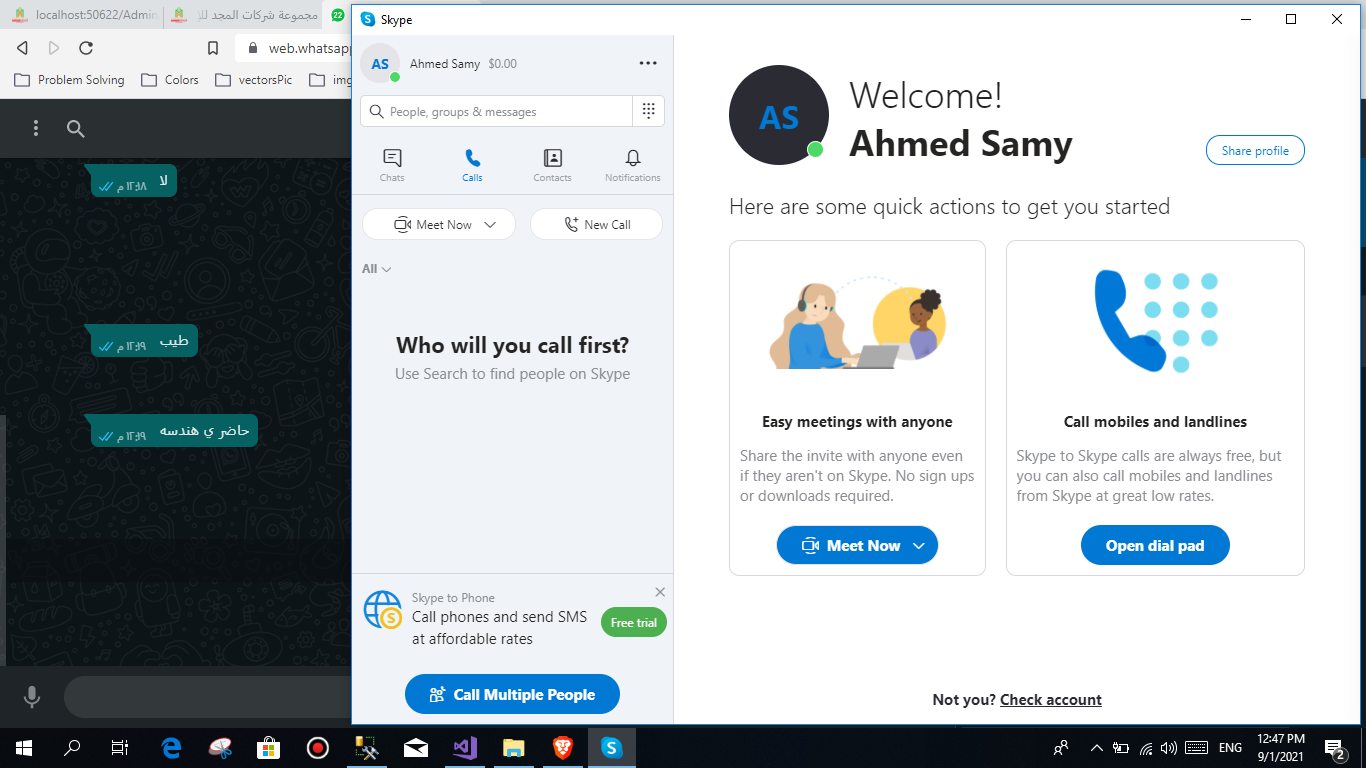 localhost:50622/Admin
مجموعة شركات المجد للإ
22
web.whatsapp
Problem Solving
Colors
vectorsPic
img
لا
١٢:١٨ م
طيب
١٢:١٩ م
حاضر ي هندسه
١٢:١٩ م
Skype
AS
Ahmed Samy $0.00
People, groups & messages
Chats
Calls
Contacts
Notifications
Meet Now
New Call
All
Who will you call first?
Use Search to find people on Skype
Skype to Phone
Call phones and send SMS
at affordable rates
Free trial
Call Multiple People
AS
Welcome!
Ahmed Samy
Share profile
Here are some quick actions to get you started
Easy meetings with anyone
Share the invite with anyone even
if they aren't on Skype. No sign ups
or downloads required.
Meet Now
Call mobiles and landlines
Skype to Skype calls are always free, but
you can also call mobiles and landlines
from Skype at great low rates.
Open dial pad
Not you? Check account
ENG
12:47 PM
9/1/2021
2